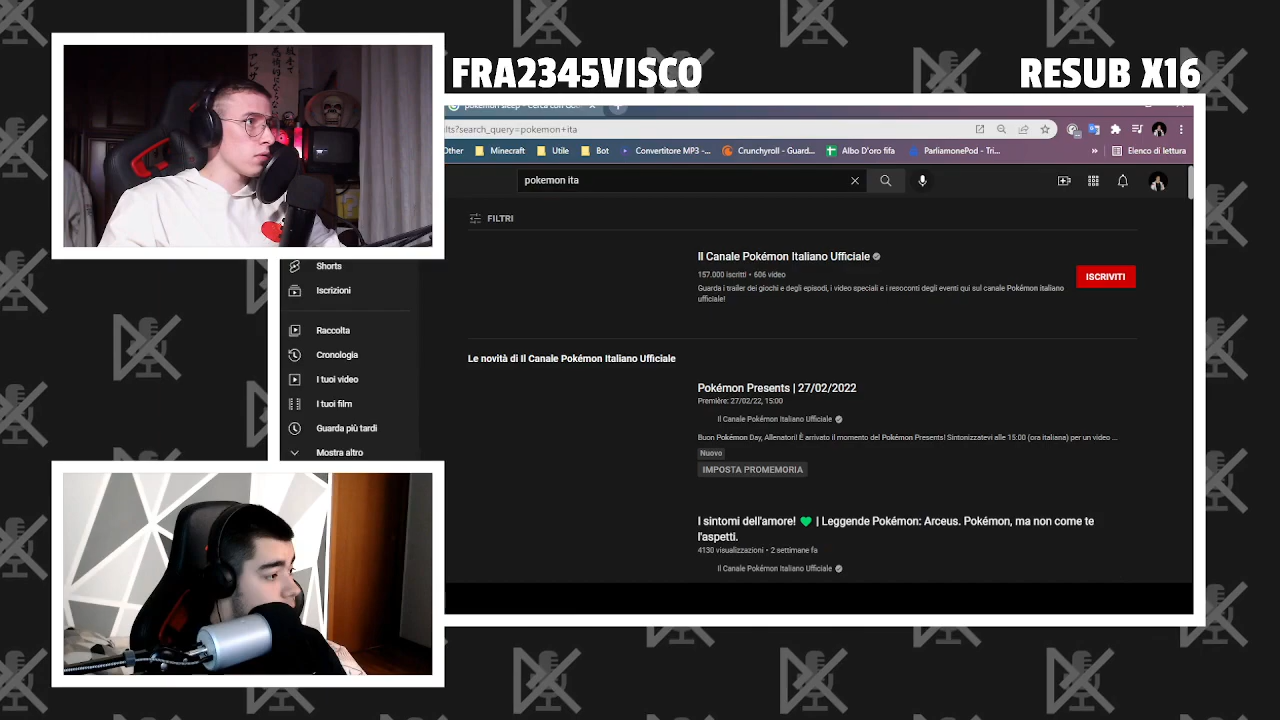 FRA2345VISCO
RESUB X16
lts?search_query=pokemon+ita
Other
Minecraft
Utile
Bot
Convertitore MP3 -...
Crunchyroll - Guard...
Albo D'oro fifa
ParliamonePod - Tri...
»
Elenco di lettura
pokemon ita
FILTRI
Il Canale Pokémon Italiano Ufficiale
157.000 iscritti • 606 video
Guarda i trailer dei giochi e degli episodi, i video speciali e i resoconti degli eventi qui sul canale Pokémon italiano
ufficiale!
ISCRIVITI
Shorts
Iscrizioni
Raccolta
Cronologia
I tuoi video
I tuoi film
Guarda più tardi
Mostra altro
Le novità di Il Canale Pokémon Italiano Ufficiale
Pokémon Presents | 27/02/2022
Première: 27/02/22, 15:00
Il Canale Pokémon Italiano Ufficiale
Buon Pokémon Day, Allenatori! È arrivato il momento del Pokémon Presents! Sintonizzatevi alle 15:00 (ora italiana) per un video ...
Nuovo
IMPOSTA PROMEMORIA
I sintomi dell'amore! 💚 | Leggende Pokémon: Arceus. Pokémon, ma non come te
l'aspetti.
4130 visualizzazioni • 2 settimane fa
Il Canale Pokémon Italiano Ufficiale